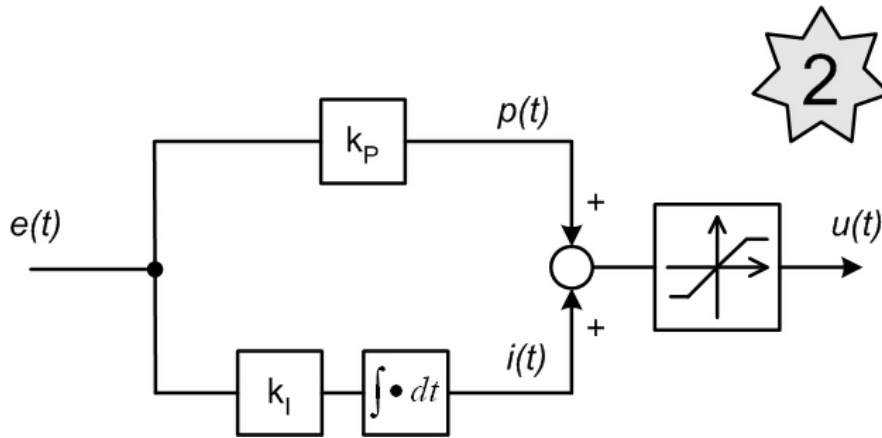 2
p(t)
k_P
+
e(t)
u(t)
+
i(t)
k_I
∫•dt